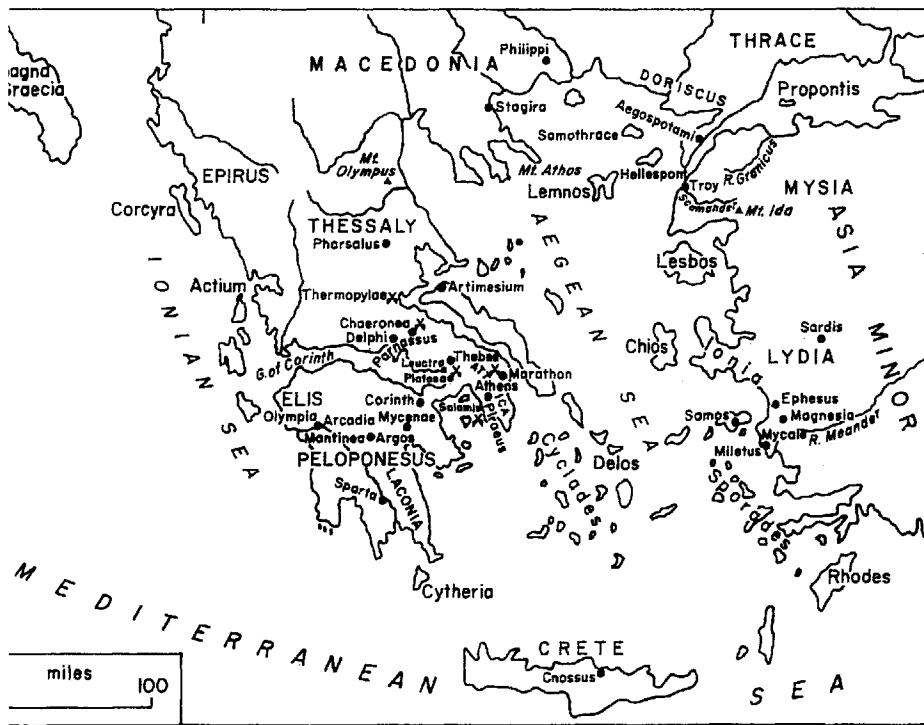 THRACE
Philippi
MACEDONIA
DORISCUS
Propontis
agna
Graecia
Stagira
Aegospotami
Samothrace
Mt.
Olympus
Mt. Athos
Hellespont
R. Granicus
EPIRUS
Lemnos
Troy
MYSIA
Scamander
Mt. Ida
Corcyra
THESSALY
Pharsalus
AEGEAN SEA
ASIA MINOR
Lesbos
IONIAN SEA
Actium
Thermopylae
Artimesium
Chaeronea
Delphi
Parnassus
Sardis
G. of Corinth
Leuctra
Thebes
Chios
Ionia
LYDIA
Plataea
ATTICA
Marathon
ELIS
Corinth
Athens
Ephesus
Olympia
Arcadia
Mycenae
Salamis
Piraeus
Samos
Magnesia
Mantinea
Argos
Mycale
R. Meander
PELOPONESUS
Miletus
Cyclades
Delos
Sparta
LACONIA
Sporades
Cytheria
Rhodes
MEDITERRANEAN SEA
CRETE
Cnossus
miles
100